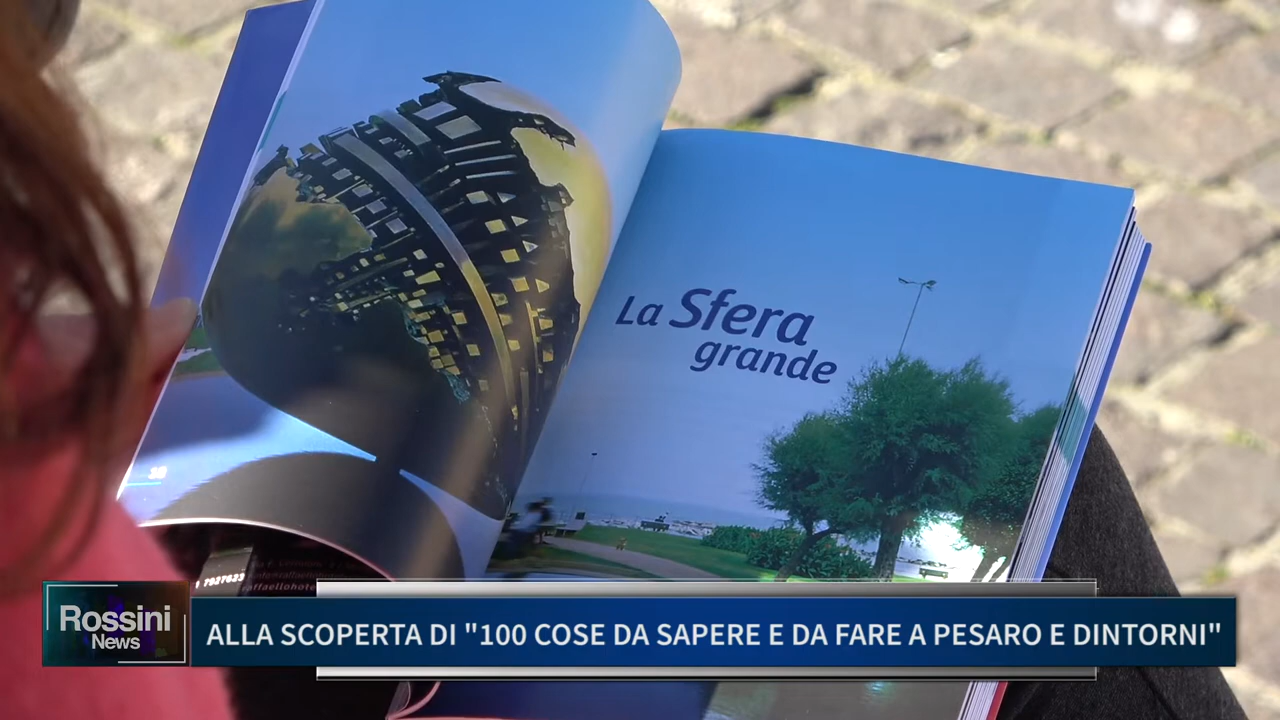 La Sfera
grande
Rossini
News
ALLA SCOPERTA DI "100 COSE DA SAPERE E DA FARE A PESARO E DINTORNI"